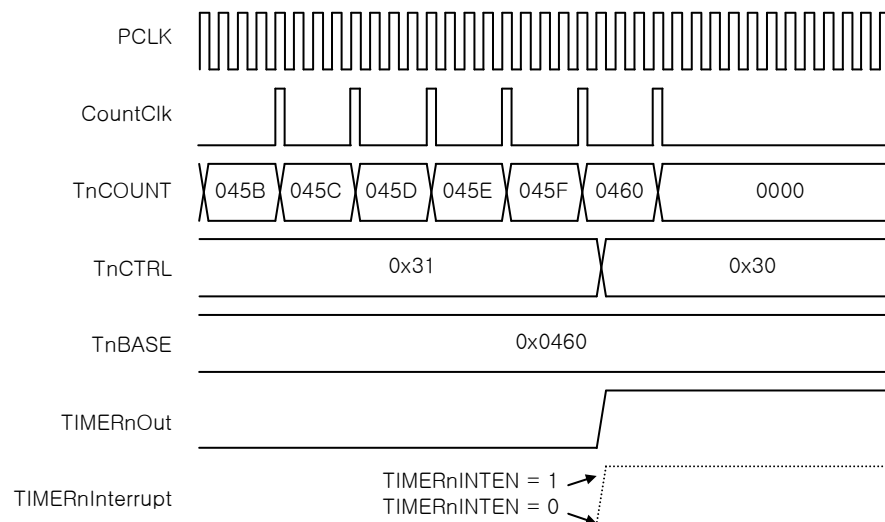 PCLK
CountClk
TnCOUNT 045B 045C 045D 045E 045F 0460 0000
TnCTRL 0x31 0x30
TnBASE 0x0460
TIMERnOut
TIMERnInterrupt
TIMERnINTEN = 1
TIMERnINTEN = 0